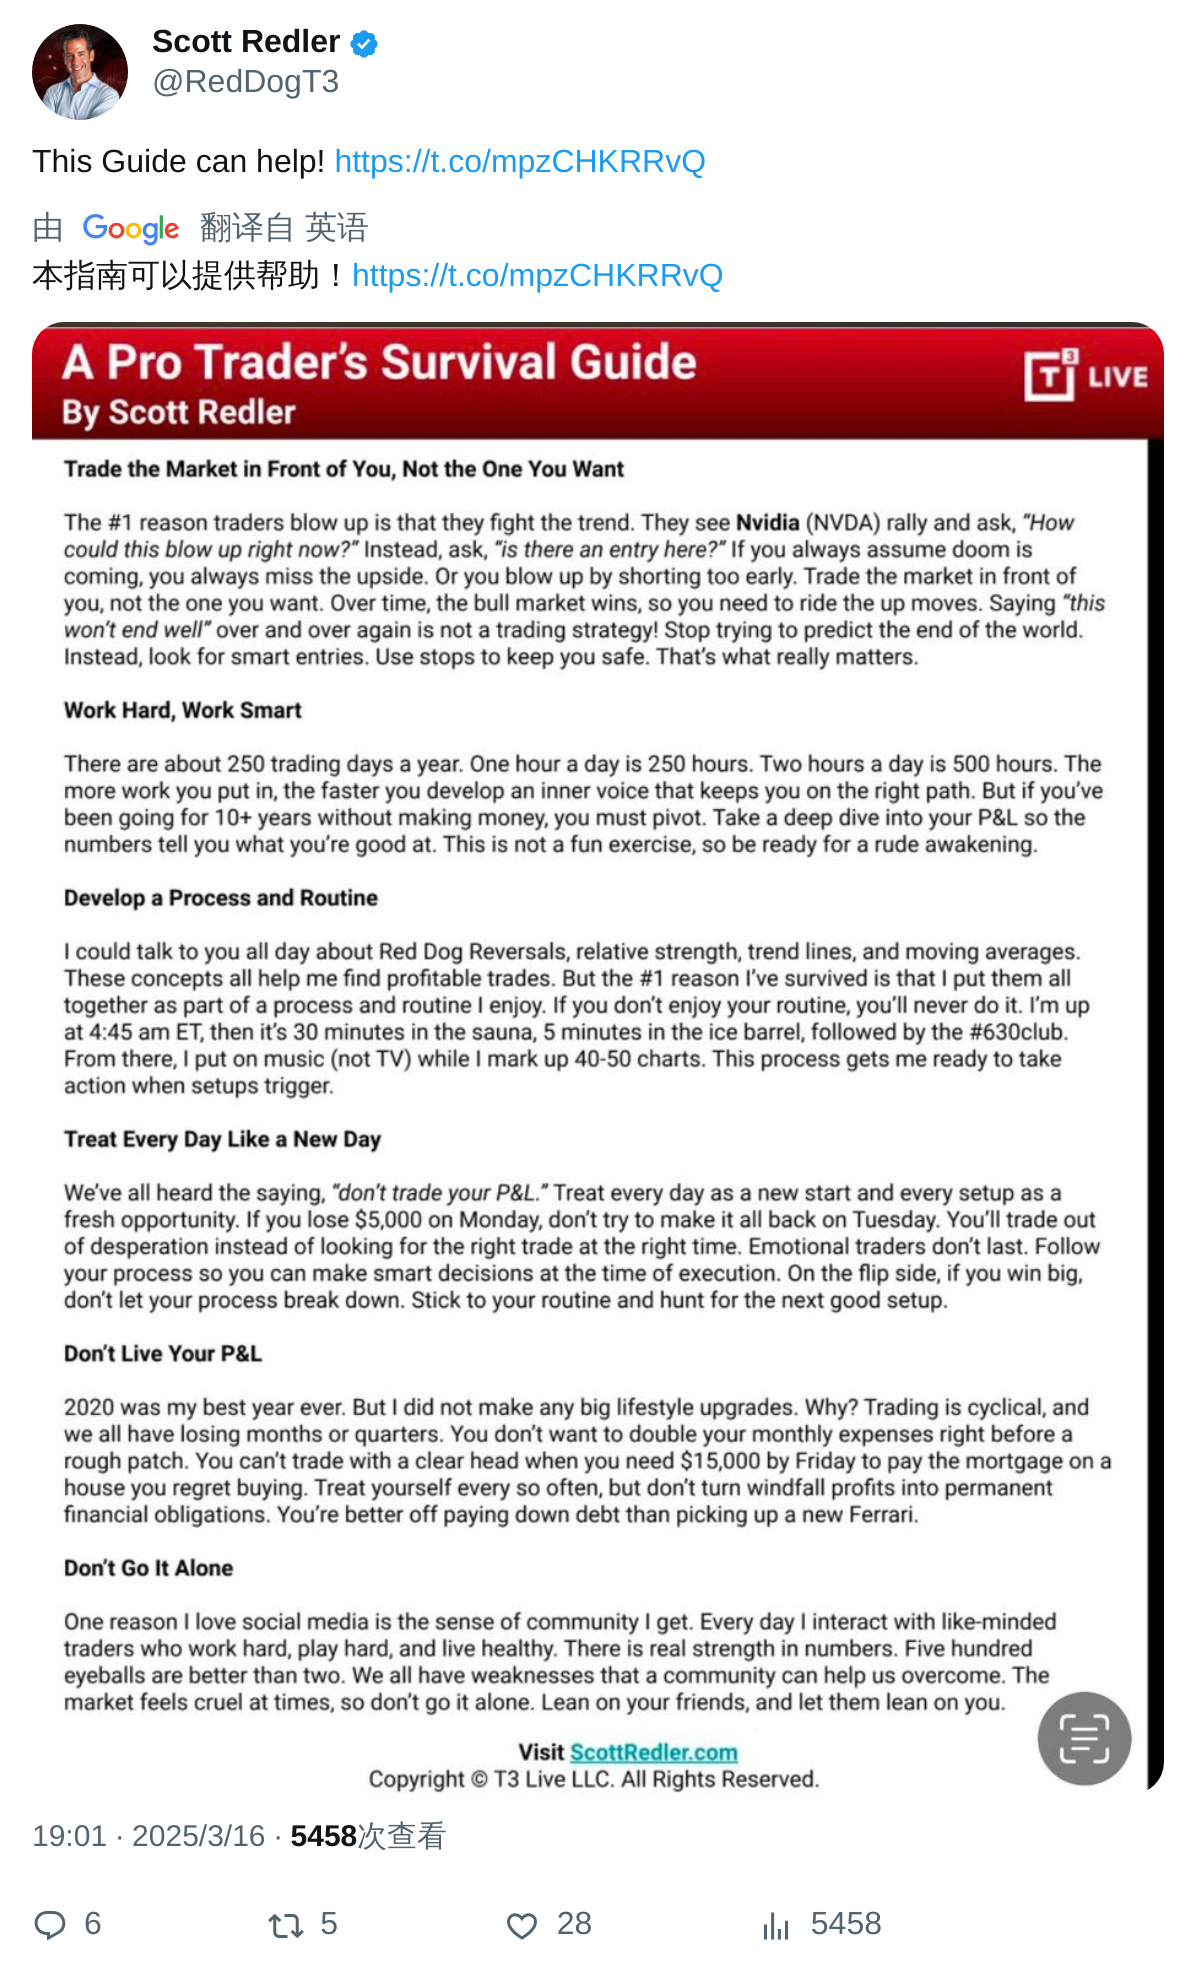 Scott Redler
@RedDogT3
This Guide can help! https://t.co/mpzCHKRRvQ
由 Google 翻译自 英语
本指南可以提供帮助！https://t.co/mpzCHKRRvQ
A Pro Trader’s Survival Guide
By Scott Redler
T3 LIVE
Trade the Market in Front of You, Not the One You Want
The #1 reason traders blow up is that they fight the trend. They see Nvidia (NVDA) rally and ask, “How
could this blow up right now?” Instead, ask, “is there an entry here?” If you always assume doom is
coming, you always miss the upside. Or you blow up by shorting too early. Trade the market in front of
you, not the one you want. Over time, the bull market wins, so you need to ride the up moves. Saying “this
won’t end well” over and over again is not a trading strategy! Stop trying to predict the end of the world.
Instead, look for smart entries. Use stops to keep you safe. That’s what really matters.
Work Hard, Work Smart
There are about 250 trading days a year. One hour a day is 250 hours. Two hours a day is 500 hours. The
more work you put in, the faster you develop an inner voice that keeps you on the right path. But if you’ve
been going for 10+ years without making money, you must pivot. Take a deep dive into your P&L so the
numbers tell you what you’re good at. This is not a fun exercise, so be ready for a rude awakening.
Develop a Process and Routine
I could talk to you all day about Red Dog Reversals, relative strength, trend lines, and moving averages.
These concepts all help me find profitable trades. But the #1 reason I’ve survived is that I put them all
together as part of a process and routine I enjoy. If you don’t enjoy your routine, you’ll never do it. I’m up
at 4:45 am ET, then it’s 30 minutes in the sauna, 5 minutes in the ice barrel, followed by the #630club.
From there, I put on music (not TV) while I mark up 40-50 charts. This process gets me ready to take
action when setups trigger.
Treat Every Day Like a New Day
We’ve all heard the saying, “don’t trade your P&L.” Treat every day as a new start and every setup as a
fresh opportunity. If you lose $5,000 on Monday, don’t try to make it all back on Tuesday. You’ll trade out
of desperation instead of looking for the right trade at the right time. Emotional traders don’t last. Follow
your process so you can make smart decisions at the time of execution. On the flip side, if you win big,
don’t let your process break down. Stick to your routine and hunt for the next good setup.
Don’t Live Your P&L
2020 was my best year ever. But I did not make any big lifestyle upgrades. Why? Trading is cyclical, and
we all have losing months or quarters. You don’t want to double your monthly expenses right before a
rough patch. You can’t trade with a clear head when you need $15,000 by Friday to pay the mortgage on a
house you regret buying. Treat yourself every so often, but don’t turn windfall profits into permanent
financial obligations. You’re better off paying down debt than picking up a new Ferrari.
Don’t Go It Alone
One reason I love social media is the sense of community I get. Every day I interact with like-minded
traders who work hard, play hard, and live healthy. There is real strength in numbers. Five hundred
eyeballs are better than two. We all have weaknesses that a community can help us overcome. The
market feels cruel at times, so don’t go it alone. Lean on your friends, and let them lean on you.
Visit ScottRedler.com
Copyright © T3 Live LLC. All Rights Reserved.
19:01 · 2025/3/16 · 5458次查看
6 5 28 5458